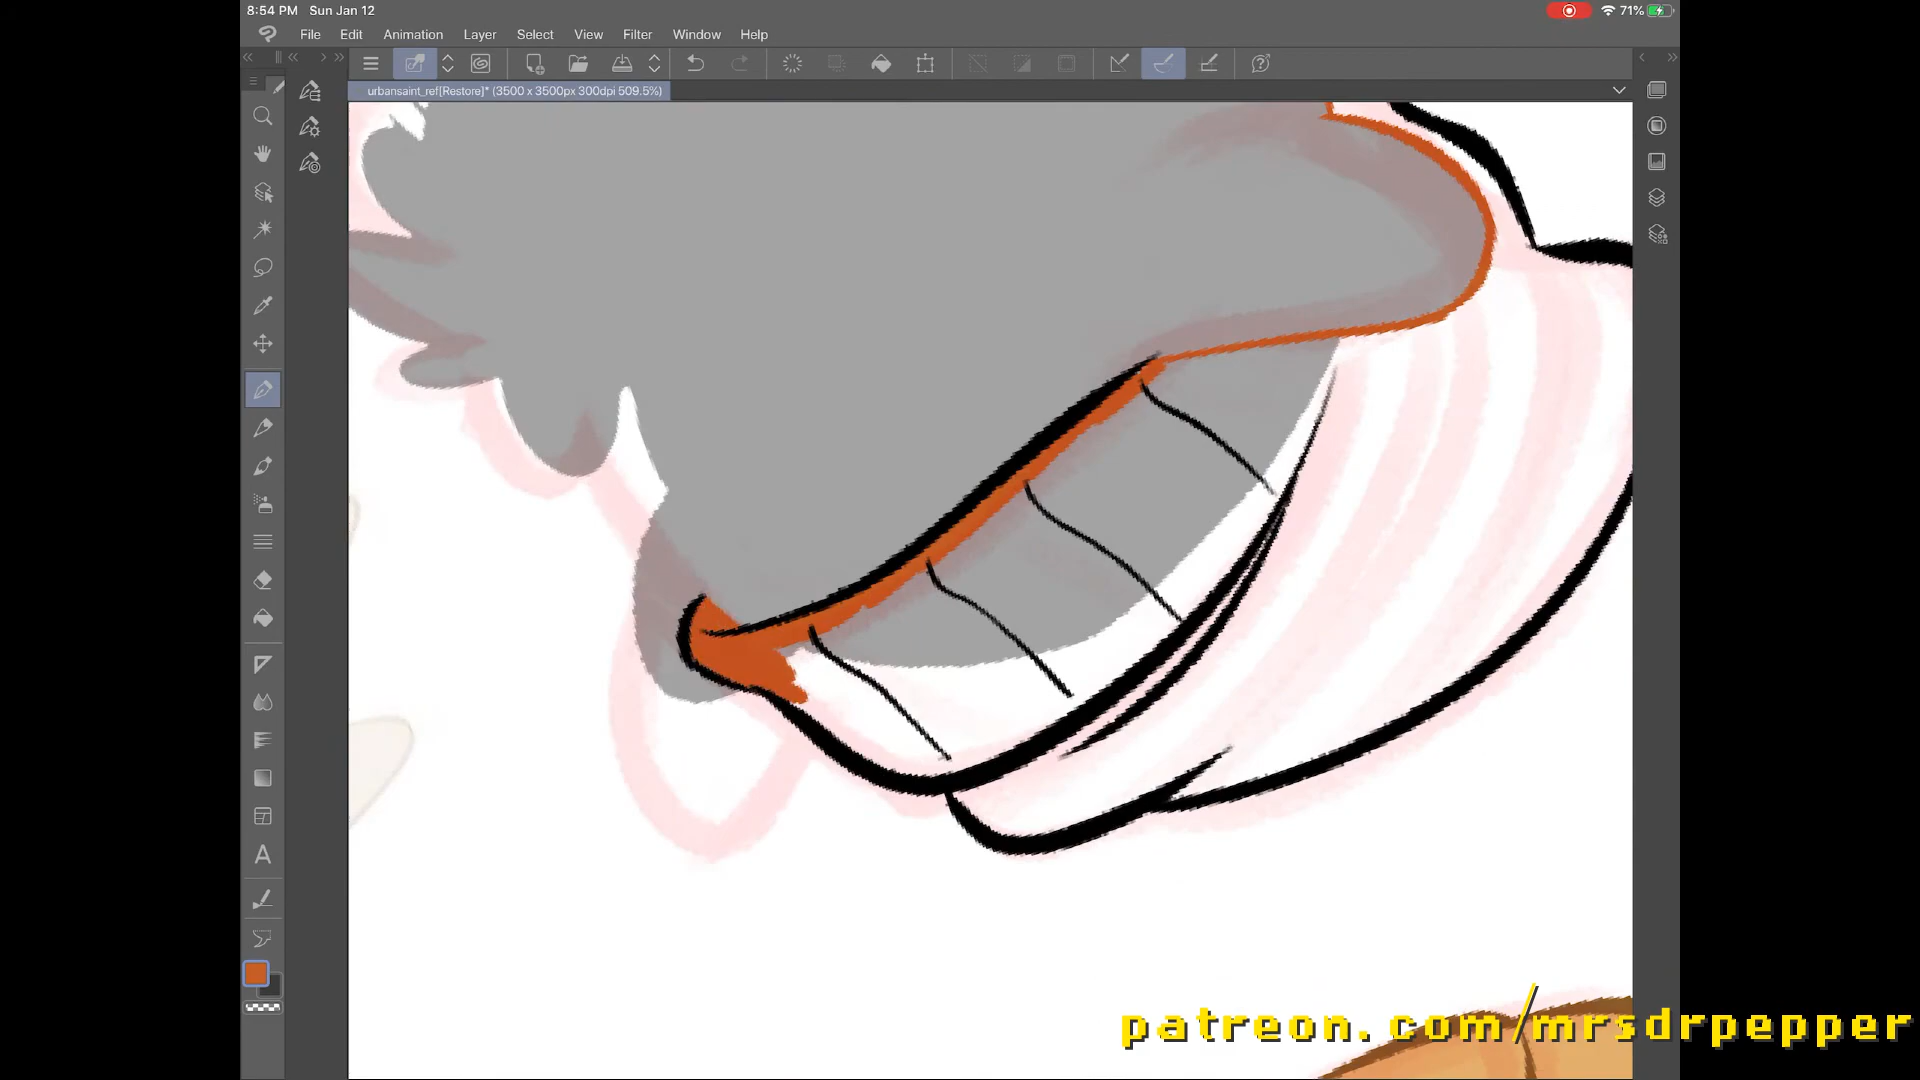 8:54 PM Sun Jan 12
71%
File Edit Animation Layer Select View Filter Window Help
urbansaint_ref[Restore]* (3500 x 3500px 300dpi 509.5%)
patreon.com/mrsdrpepper